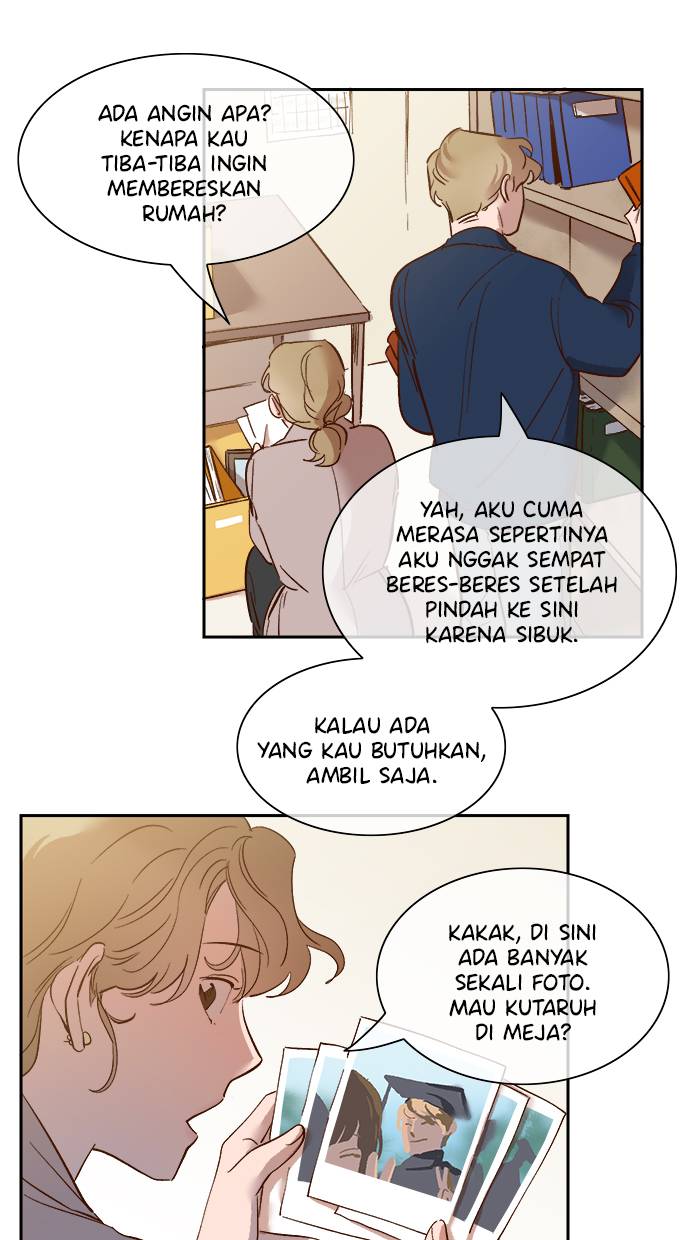 ADA ANGIN APA?
KENAPA KAU
TIBA-TIBA INGIN
MEMBERESKAN
RUMAH?
YAH, AKU CUMA
MERASA SEPERTINYA
AKU NGGAK SEMPAT
BERES-BERES SETELAH
PINDAH KE SINI
KARENA SIBUK.
KALAU ADA
YANG KAU BUTUHKAN,
AMBIL SAJA.
KAKAK, DI SINI
ADA BANYAK
SEKALI FOTO.
MAU KUTARUH
DI MEJA?